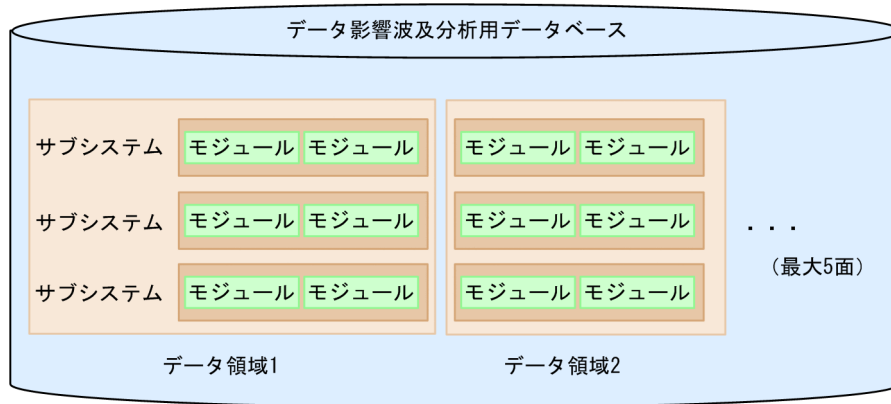 データ影響波及分析用データベース
サブシステム モジュール モジュール モジュール モジュール
サブシステム モジュール モジュール モジュール モジュール
・・・
(最大5面)
サブシステム モジュール モジュール モジュール モジュール
データ領域1 データ領域2